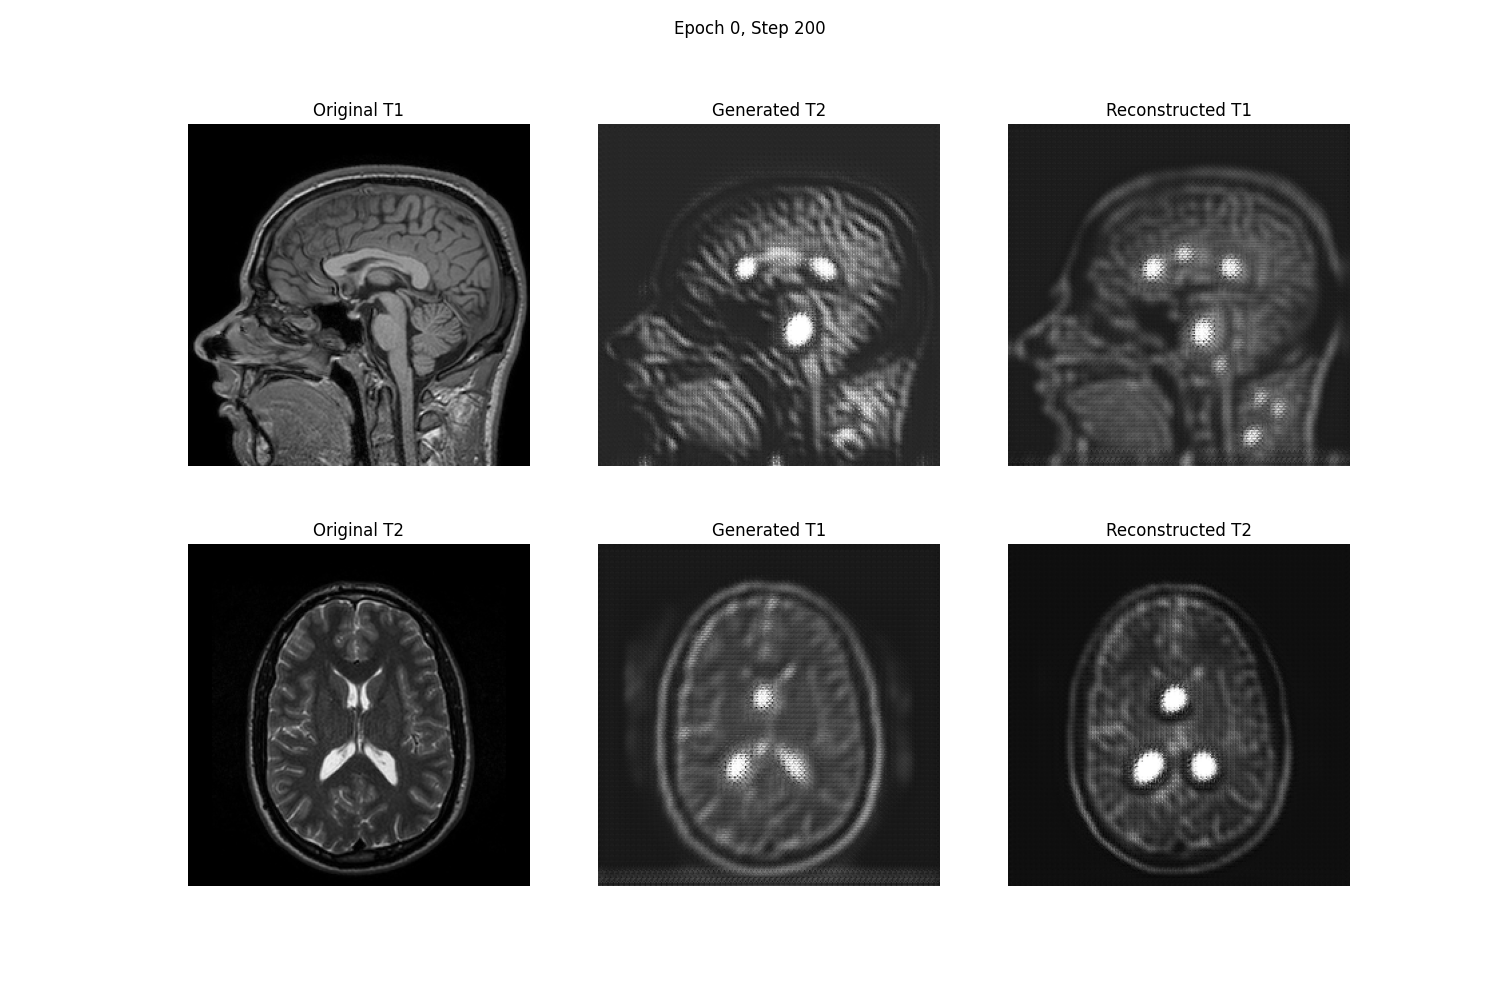 Epoch 0, Step 200
Original T1
Generated T2
Reconstructed T1
Original T2
Generated T1
Reconstructed T2